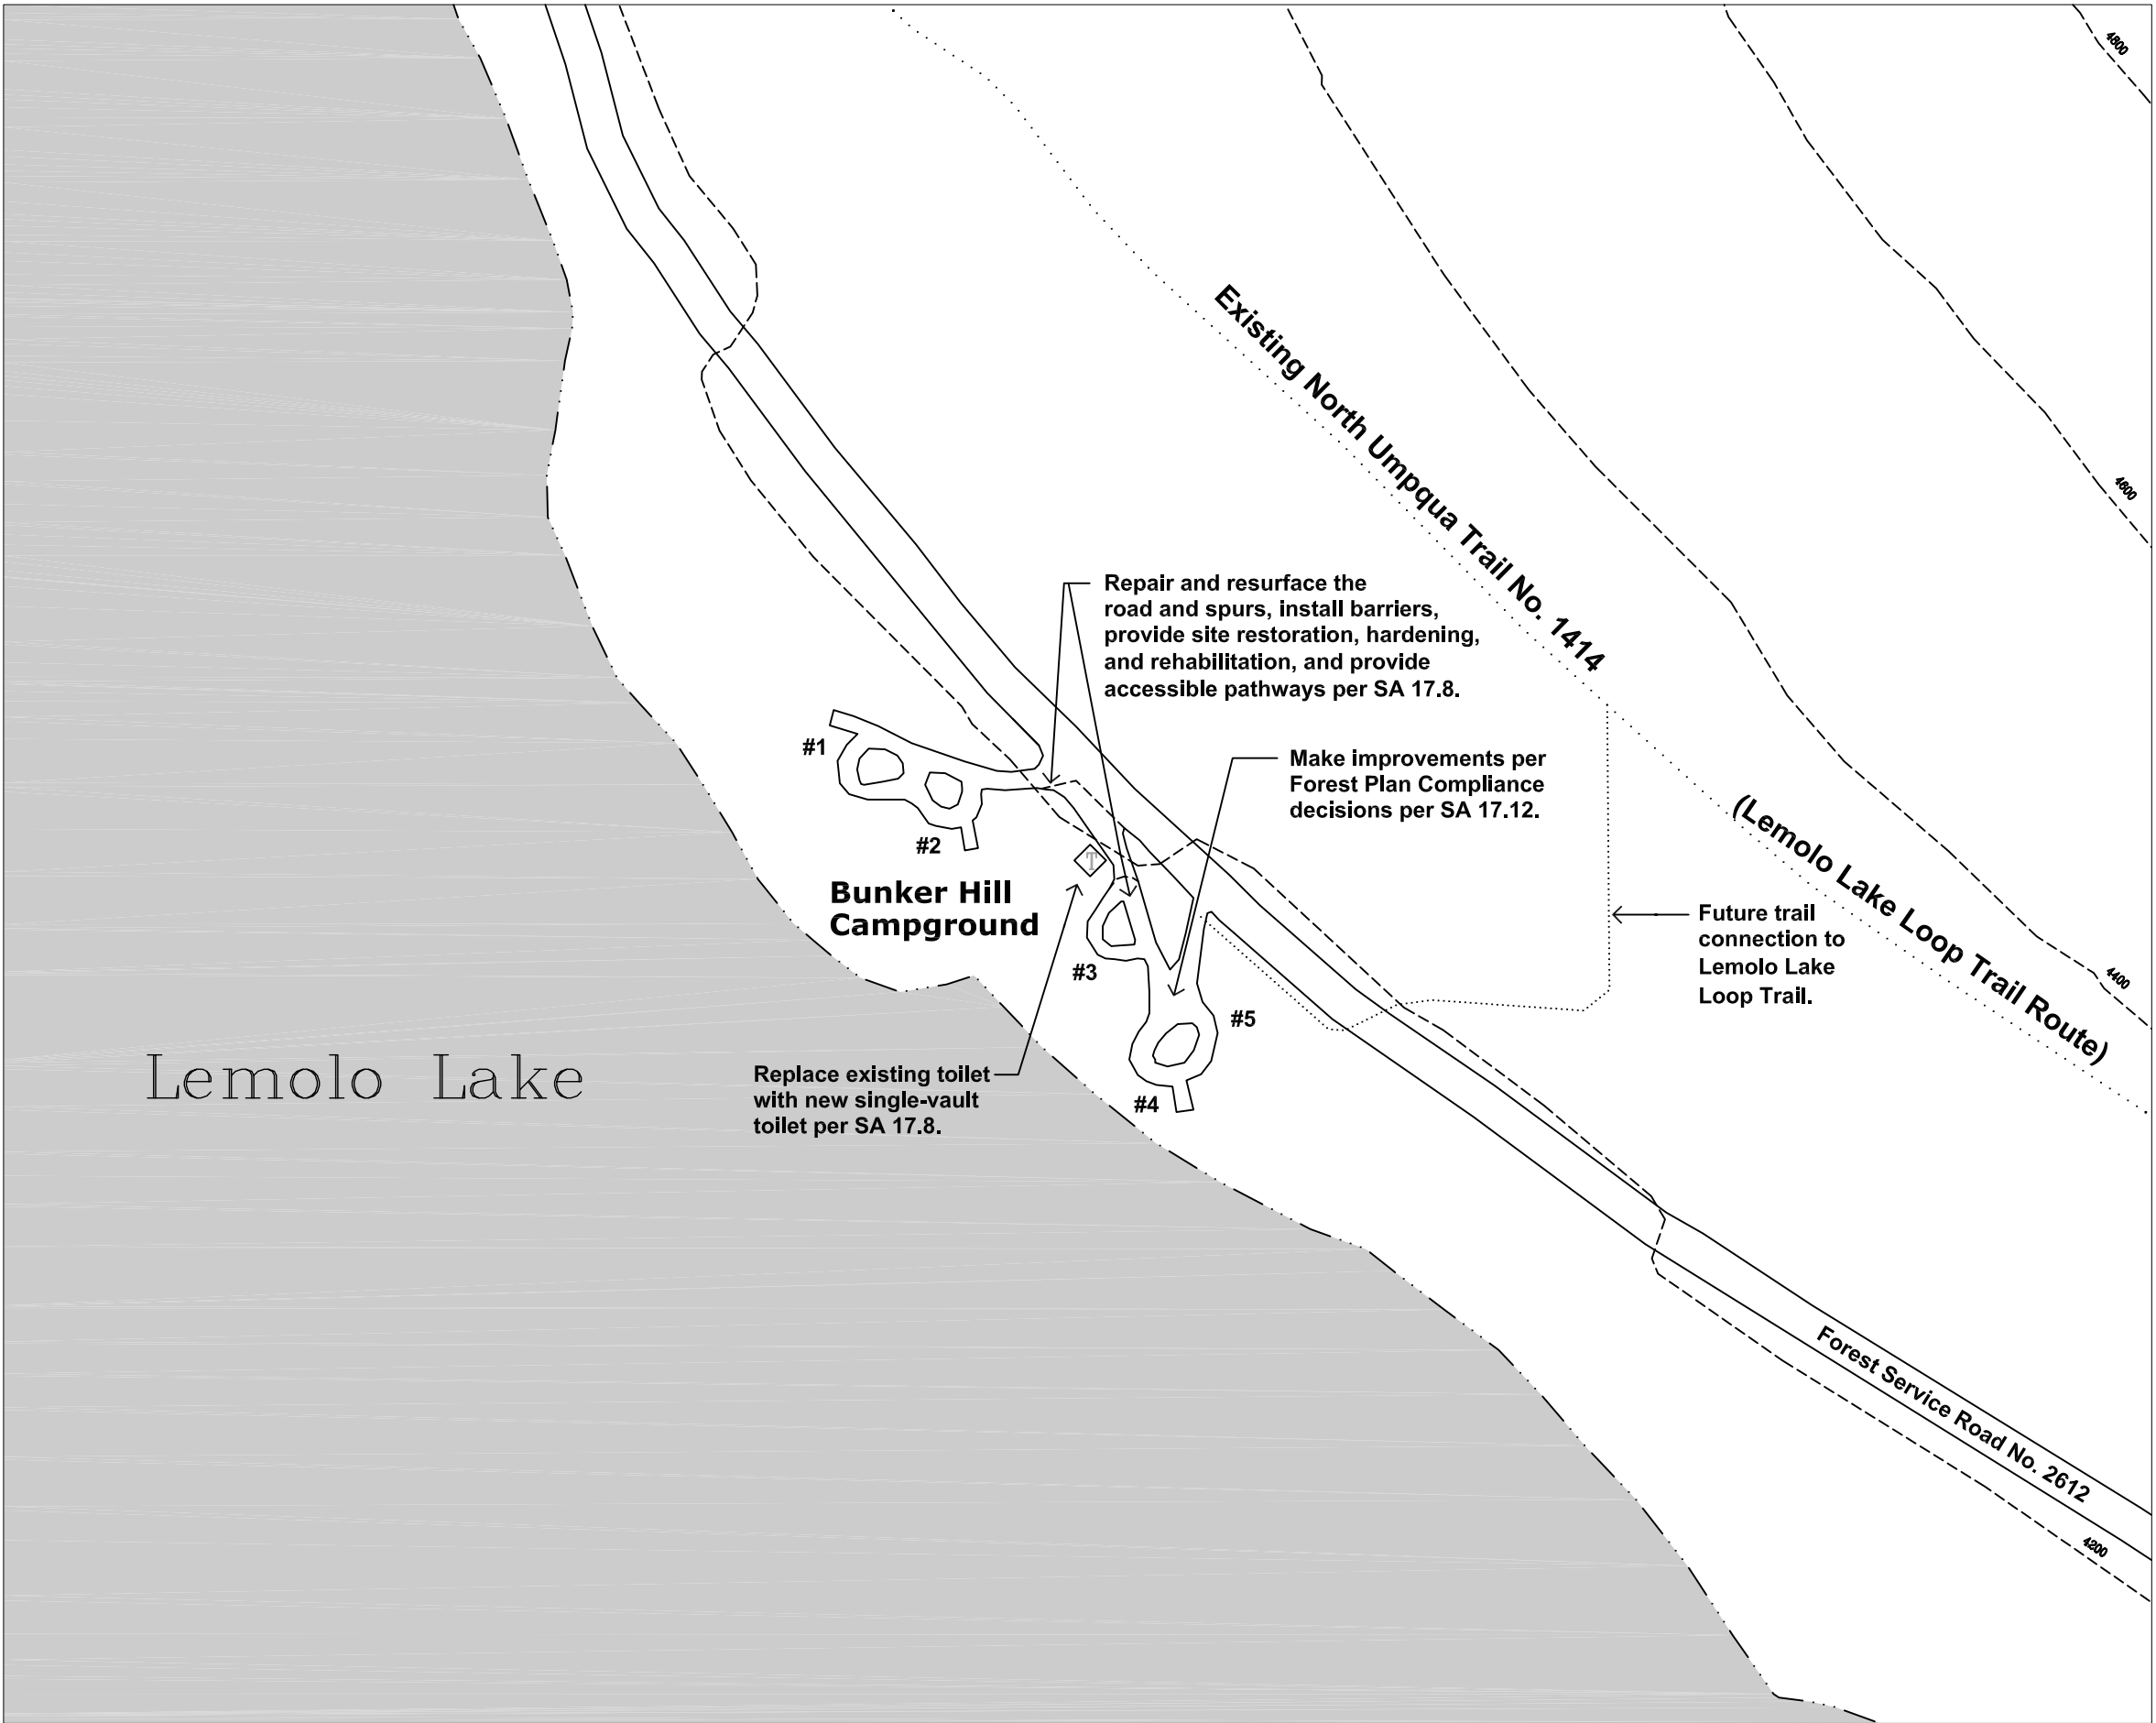 4800
4600
Existing North Umpqua Trail No. 1414
Repair and resurface the
road and spurs, install barriers,
provide site restoration, hardening,
and rehabilitation, and provide
accessible pathways per SA 17.8.
#1
Make improvements per
Forest Plan Compliance
decisions per SA 17.12.
#2
T
(Lemolo Lake Loop Trail Route)
Bunker Hill
Campground
Future trail
connection to
Lemolo Lake
Loop Trail.
#3
4400
#5
Lemolo Lake
Replace existing toilet
with new single-vault
toilet per SA 17.8.
#4
Forest Service Road No. 2612
4200